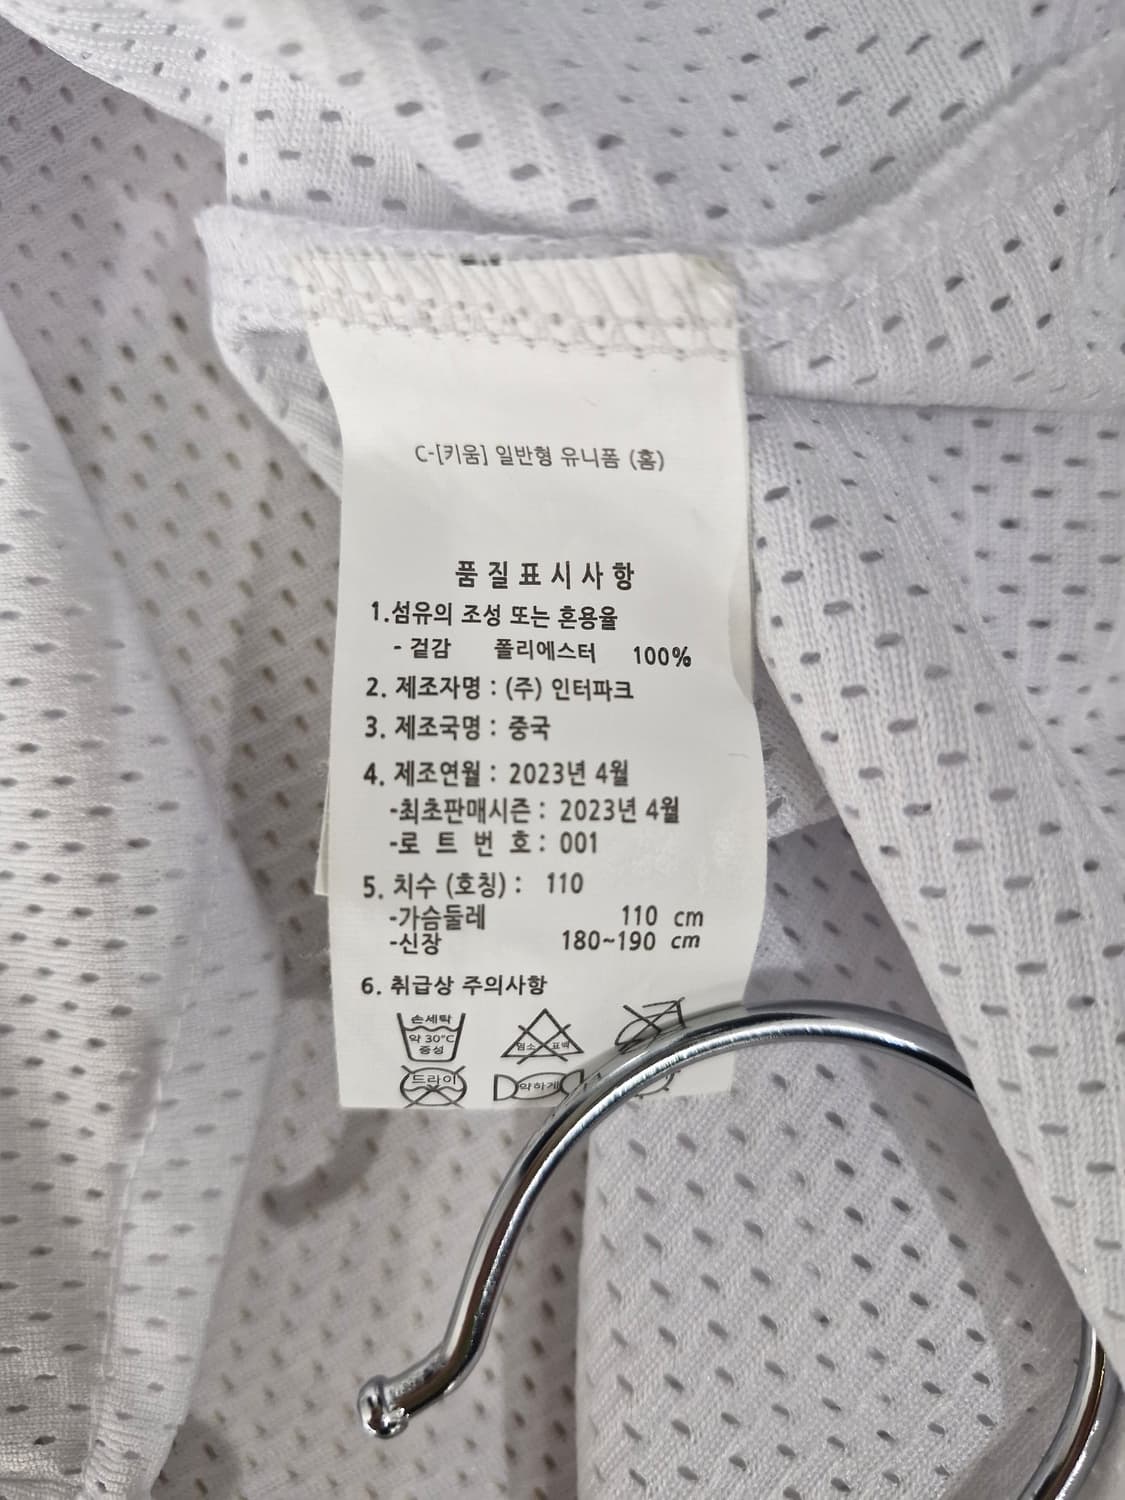 C-[키움] 일반형 유니폼 (홈)
품 질 표 시 사 항
1.섬유의 조성 또는 혼용율
- 겉감 폴리에스터 100%
2. 제조자명 : (주) 인터파크
3. 제조국명 : 중국
4. 제조연월 : 2023년 4월
-최초판매시즌 : 2023년 4월
-로 트 번 호 : 001
5. 치수 (호칭) : 110
-가슴둘레 110 cm
-신장 180~190 cm
6. 취급상 주의사항
손세탁
약 30℃
중성
염소 표백
드라이
약하게